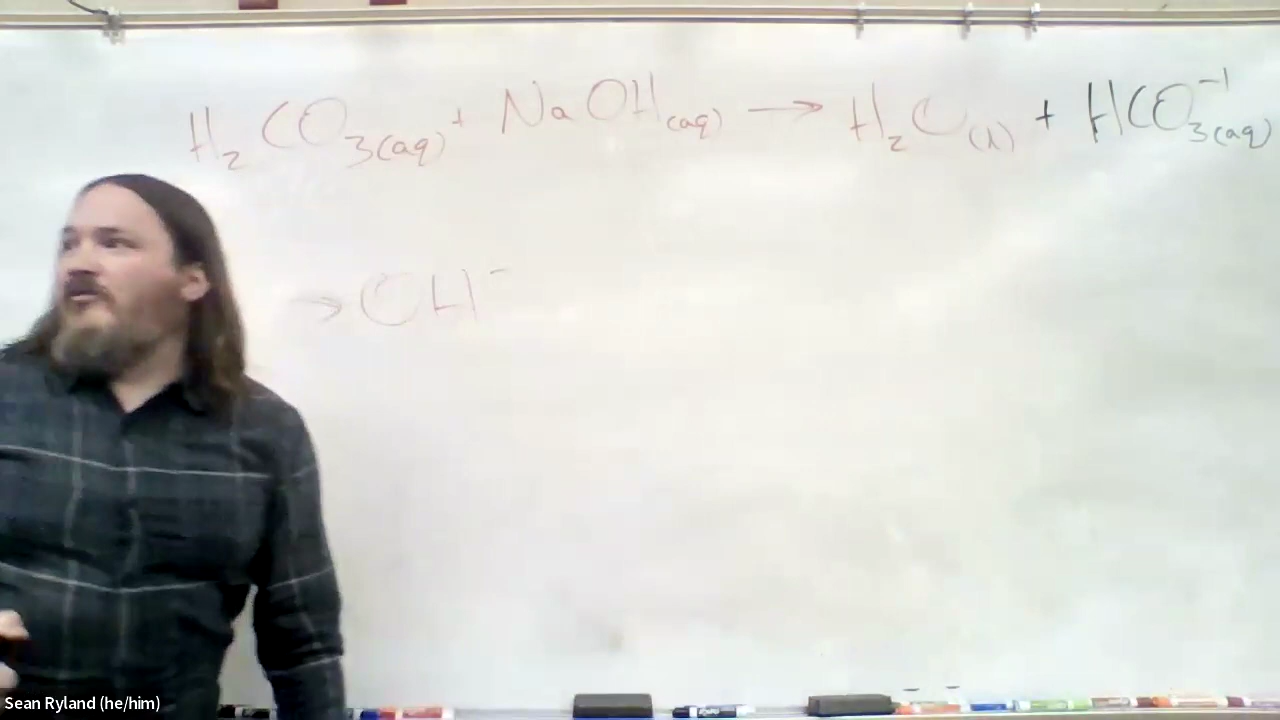 H₂CO₃(aq) + NaOH(aq) → H₂O(l) + HCO₃⁻¹(aq)
→ OH⁻
Sean Ryland (he/him)